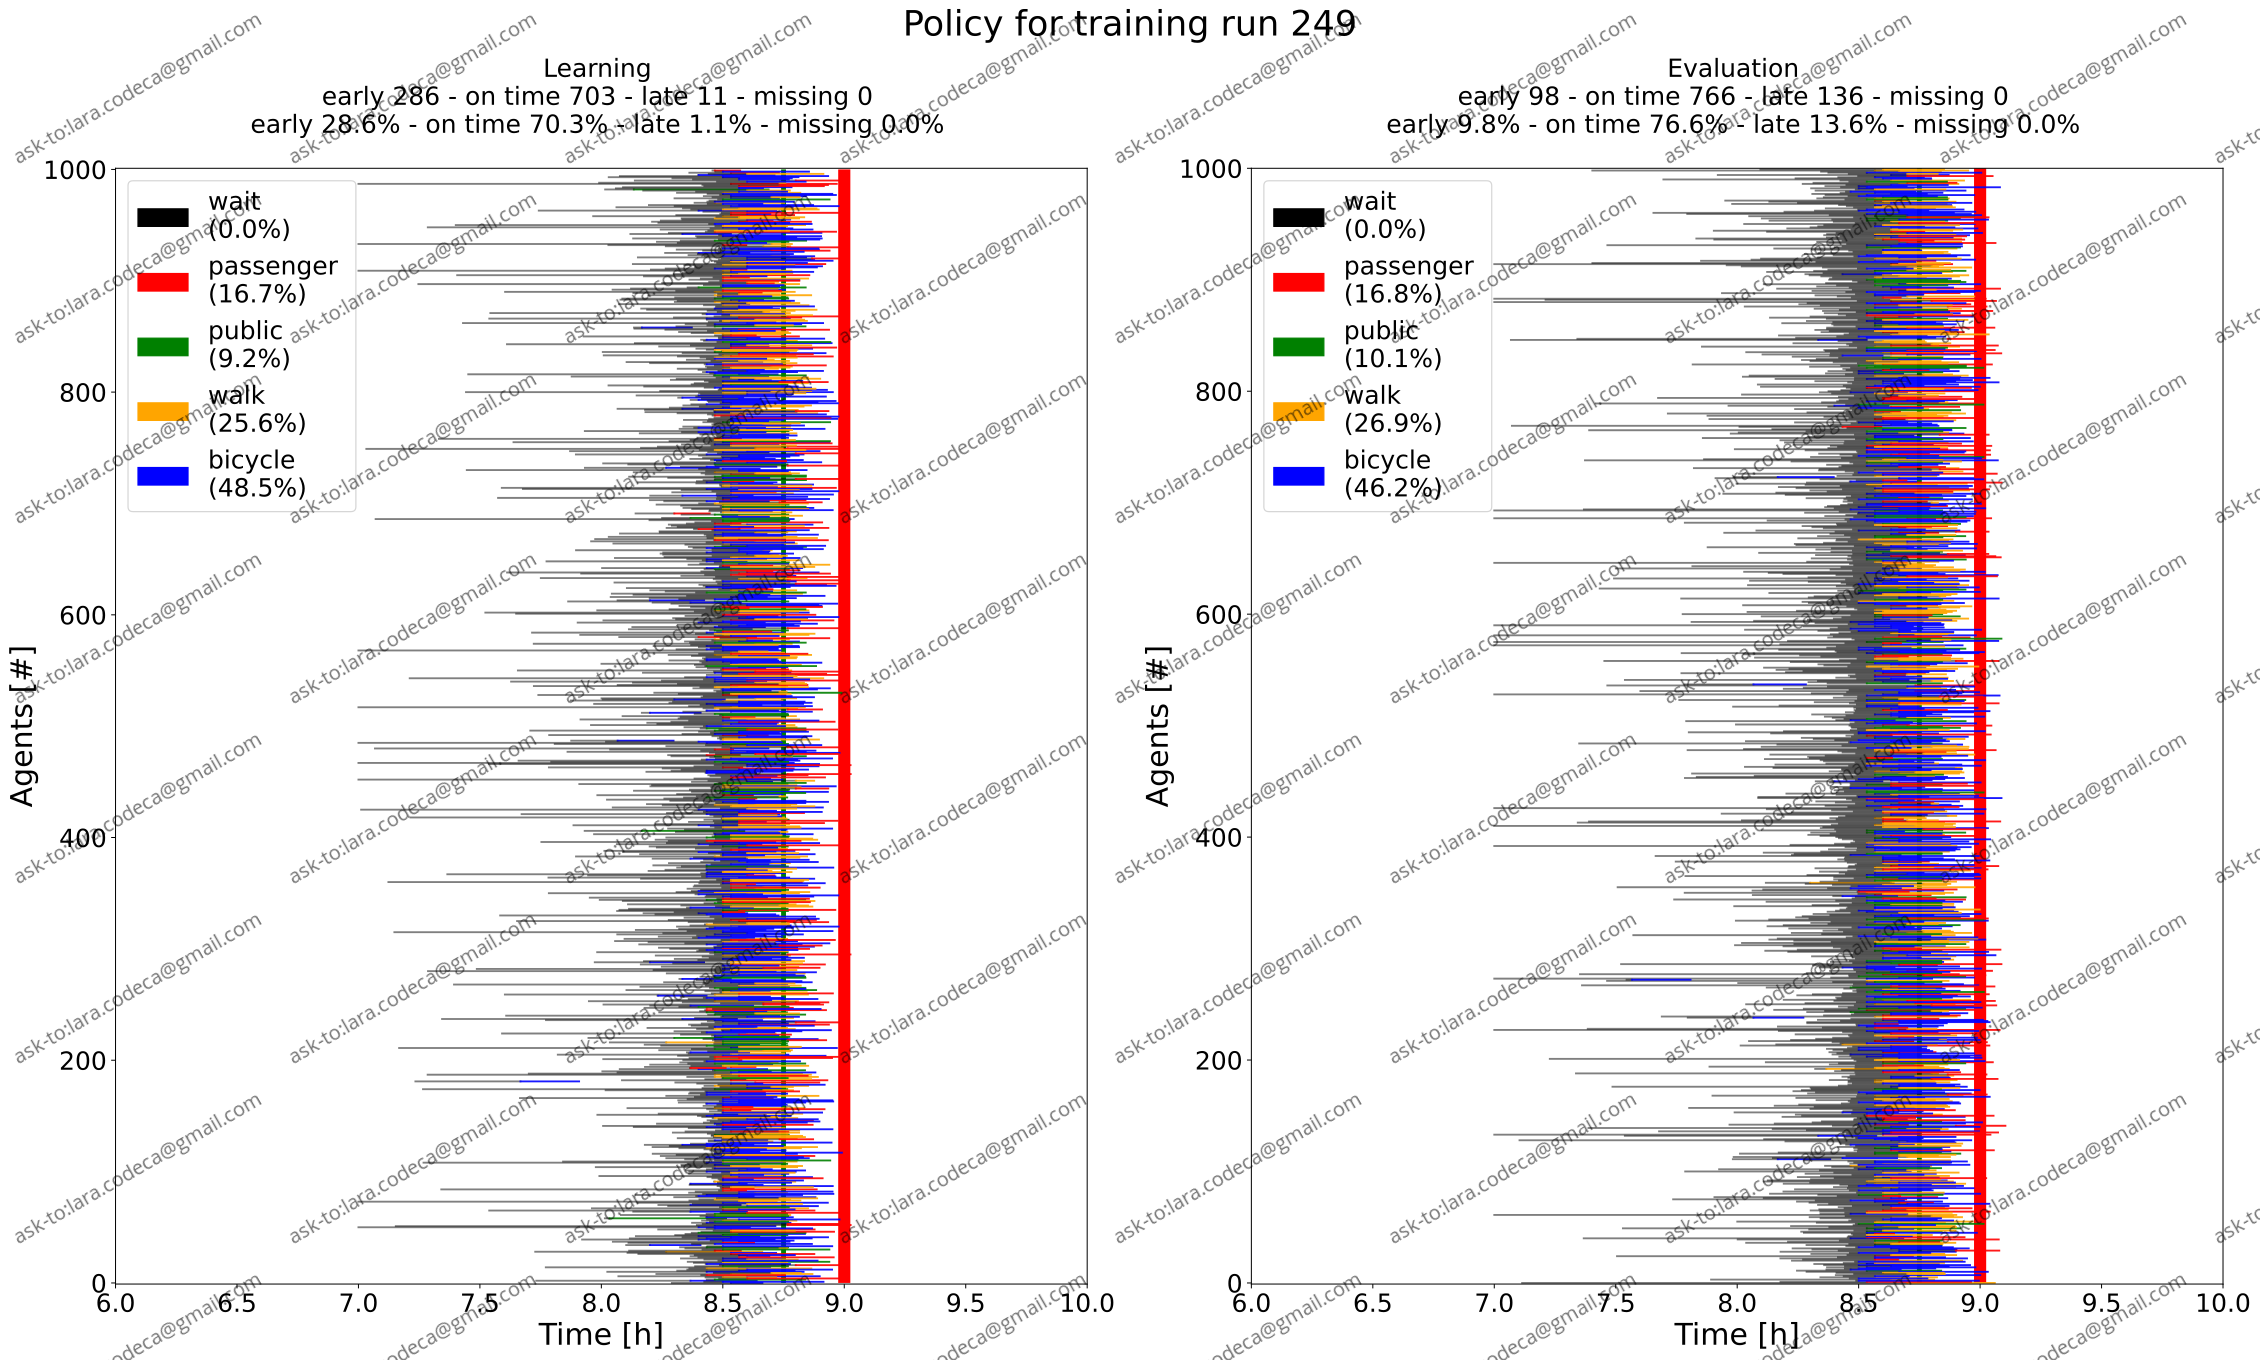 Policy for training run 249
Learning
early 286 - on time 703 - late 11 - missing 0
early 28.6% - on time 70.3% - late 1.1% - missing 0.0%
1000
800
600
400
200
0
Agents [#]
wait
(0.0%)
passenger
(16.7%)
public
(9.2%)
walk
(25.6%)
bicycle
(48.5%)
6.0 6.5 7.0 7.5 8.0 8.5 9.0 9.5 10.0
Time [h]
Evaluation
early 98 - on time 766 - late 136 - missing 0
early 9.8% - on time 76.6% - late 13.6% - missing 0.0%
1000
800
600
400
200
0
Agents [#]
wait
(0.0%)
passenger
(16.8%)
public
(10.1%)
walk
(26.9%)
bicycle
(46.2%)
6.0 6.5 7.0 7.5 8.0 8.5 9.0 9.5 10.0
Time [h]
ask-to:lara.codeca@gmail.com